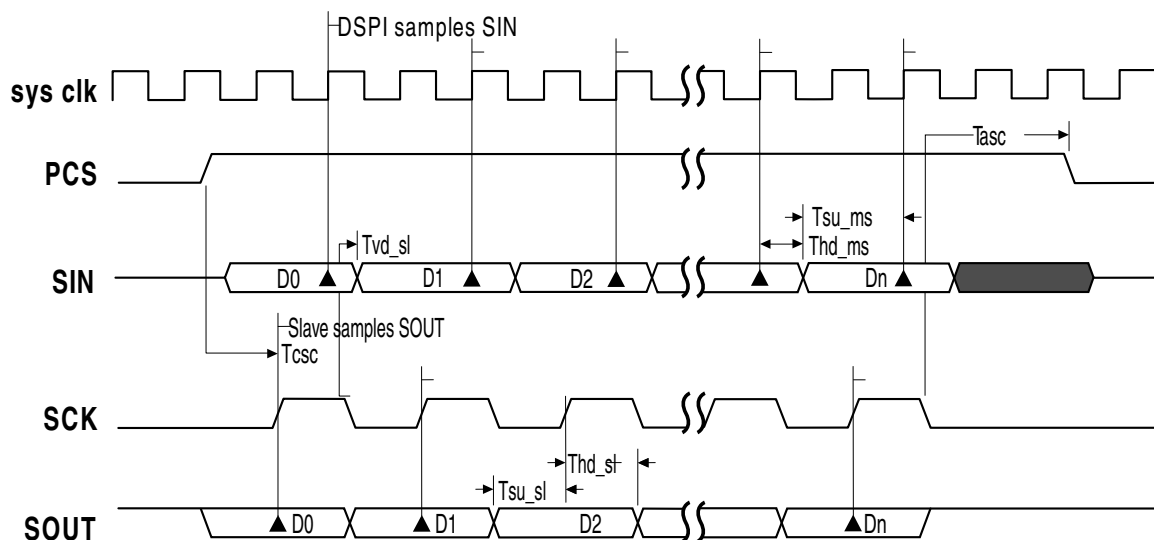 DSPI samples SIN
sys clk
Tasc
PCS
Tsu_ms
Tvd_sl
Thd_ms
SIN
D0
D1
D2
Dn
Slave samples SOUT
Tcsc
SCK
Thd_sl
Tsu_sl
SOUT
D0
D1
D2
Dn